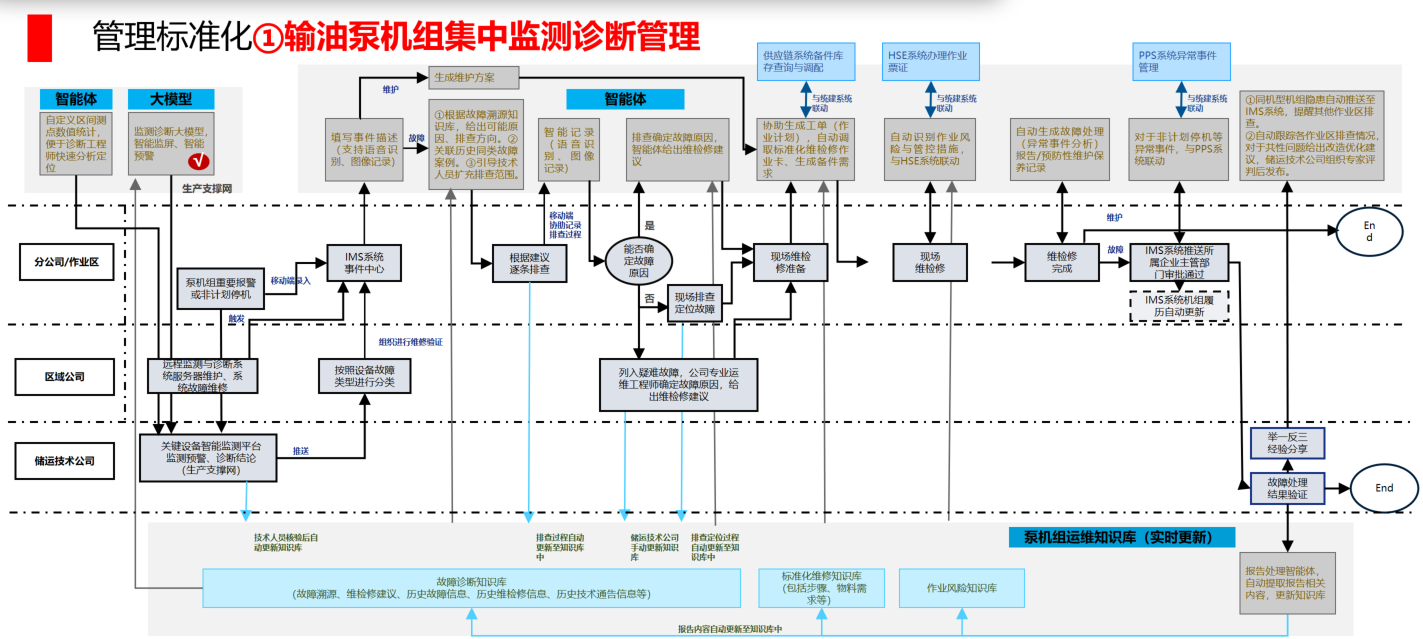 管理标准化①输油泵机组集中监测诊断管理
智能体
大模型
自定义区间测
点数值统计，
便于诊断工程
师快速分析定
位
监测诊断大模型，
智能监屏、智能
预警
生产支撑网
维护
生成维护方案
填写事件描述
（支持语音识
别、图像记录）
故障
①根据故障溯源知
识库，给出可能原
因、排查方向。②
关联历史同类故障
案例。③引导技术
人员扩充排查范围。
智能体
智能记录
（语音识
别、图像
记录）
排查确定故障原因，
智能体给出维检修建
议
供应链系统备件库
存查询与调配
与统建系统
联动
协助生成工单（作
业计划），自动调
取标准化维检修作
业卡、生成备件需
求
HSE系统办理作业
票证
与统建系统
联动
自动识别作业风
险与管控措施，
与HSE系统联动
自动生成故障处理
（异常事件分析）
报告/预防性维护保
养记录
PPS系统异常事件
管理
与统建系统
联动
对于非计划停机等
异常事件，与PPS
系统联动
①同机型机组隐患自动推送至
IMS系统，提醒其他作业区排
查。
②自动跟踪各作业区排查情况，
对于共性问题给出改造优化建
议，储运技术公司组织专家评
判后发布。
分公司/作业区
泵机组重要报警
或非计划停机
移动端录入
触发
IMS系统
事件中心
根据建议
逐条排查
移动端
协助记录
排查过程
能否确
定故障
原因
是
否
现场排查
定位故障
现场维检
修准备
现场
维检修
维检修
完成
维护
故障
IMS系统推送所
属企业主管部
门审批通过
IMS系统机组履
历自动更新
En
d
区域公司
远程监测与诊断系
统服务器维护、系
统故障维修
组织进行维修验证
按照设备故障
类型进行分类
列入疑难故障，公司专业运
维工程师确定故障原因，给
出维检修建议
储运技术公司
关键设备智能监测平台
监测预警、诊断结论
(生产支撑网)
推送
举一反三
经验分享
故障处理
结果验证
End
泵机组运维知识库（实时更新）
技术人员核验后自
动更新知识库
排查过程自动
更新至知识库
中
储运技术公司
手动更新知识
库
排查定位过程
自动更新至知
识库中
故障诊断知识库
(故障溯源、维检修建议、历史故障信息、历史维检修信息、历史技术通告信息等)
标准化维修知识库
(包括步骤、物料需
求等)
作业风险知识库
报告处理智能体，
自动提取报告相关
内容，更新知识库
报告内容自动更新至知识库中